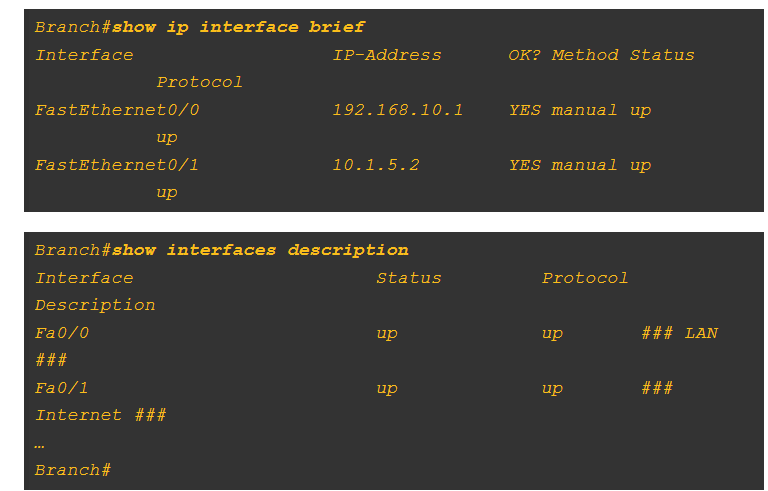 Branch#show ip interface brief
Interface IP-Address OK? Method Status
Protocol
FastEthernet0/0 192.168.10.1 YES manual up
up
FastEthernet0/1 10.1.5.2 YES manual up
up
Branch#show interfaces description
Interface Status Protocol
Description
Fa0/0 up up ### LAN
###
Fa0/1 up up ###
Internet ###
…
Branch#